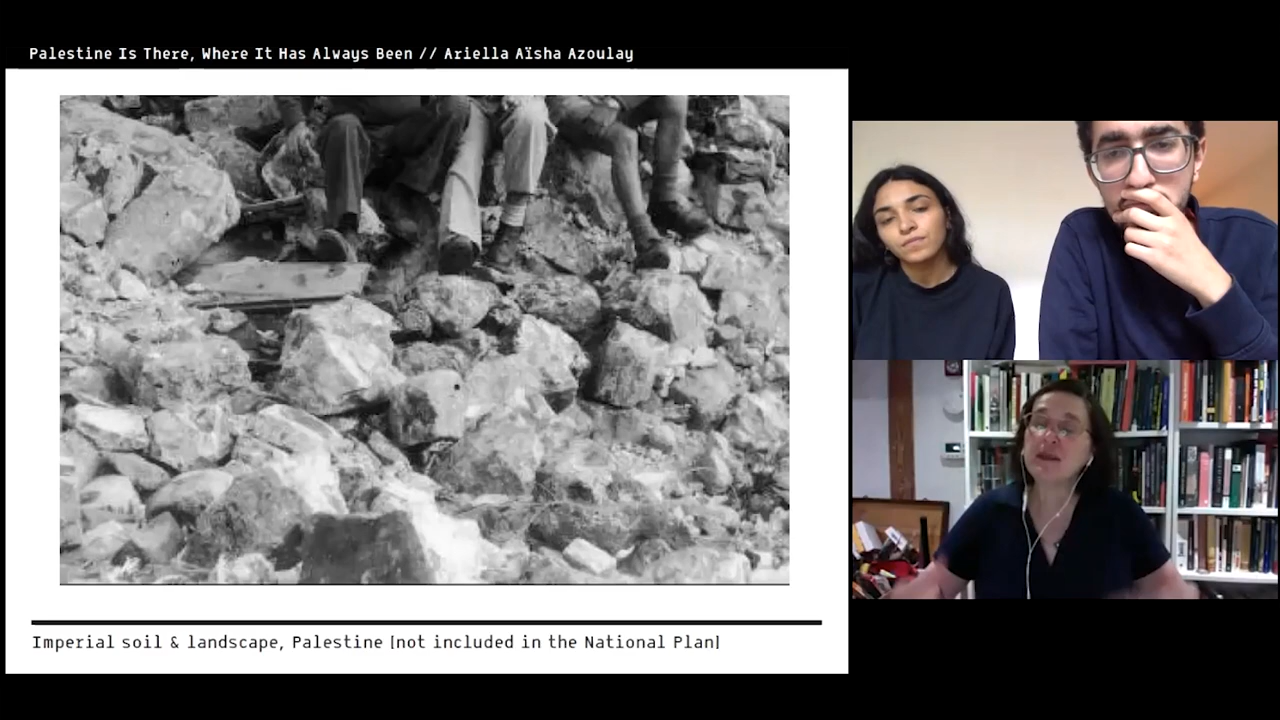 Palestine Is There, Where It Has Always Been // Ariella Aïsha Azoulay
Imperial soil & landscape, Palestine [not included in the National Plan]